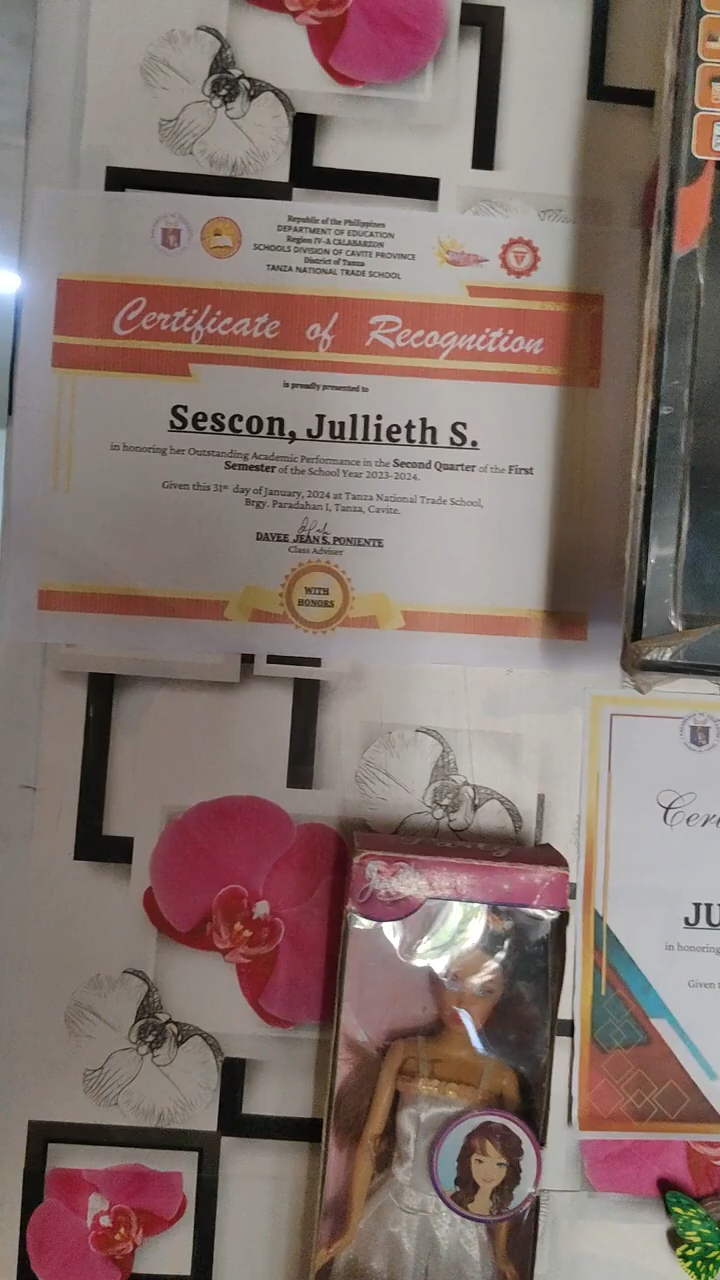 Republic of the Philippines
DEPARTMENT OF EDUCATION
Region IV-A CALABARZON
SCHOOLS DIVISION OF CAVITE PROVINCE
District of Tanza
TANZA NATIONAL TRADE SCHOOL
Certificate of Recognition
is proudly presented to
Sescon, Jullieth S.
in honoring her Outstanding Academic Performance in the Second Quarter of the First
Semester of the School Year 2023-2024.
Given this 31st day of January, 2024 at Tanza National Trade School,
Brgy. Paradahan I, Tanza, Cavite.
DAVEE JEAN S. PONIENTE
Class Adviser
WITH
HONORS
JU
in honoring
Given